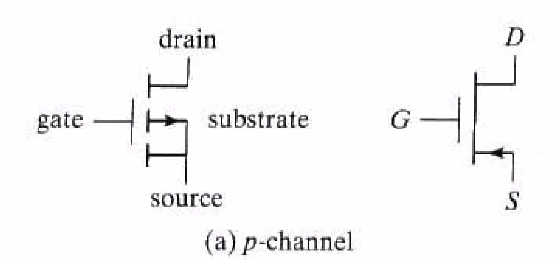 drain
D
gate
substrate
G
source
S
(a) p-channel